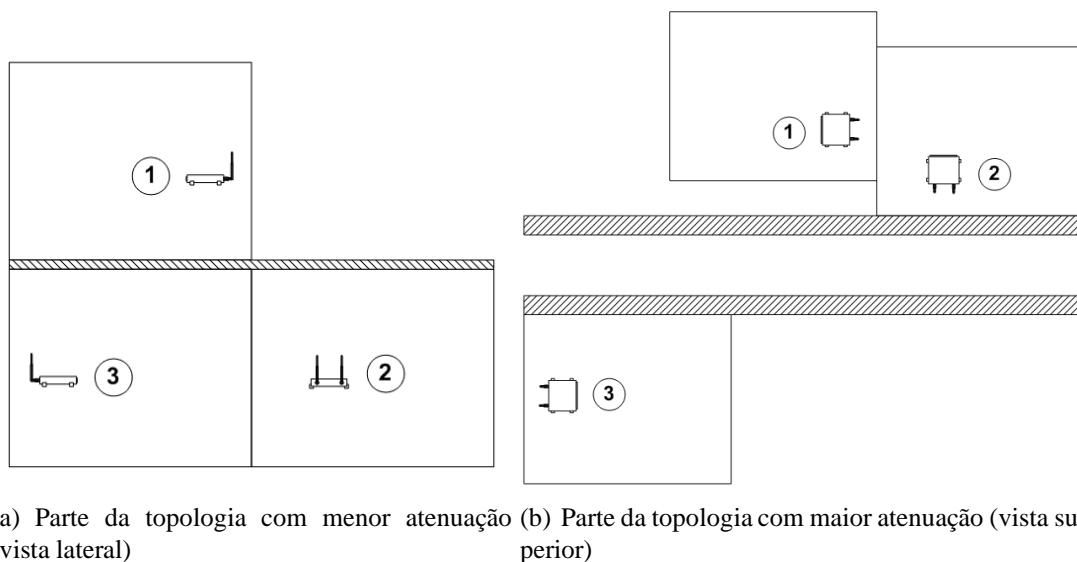 1
3
2
1
2
3
a) Parte da topologia com menor atenuação
vista lateral)
(b) Parte da topologia com maior atenuação (vista su
perior)